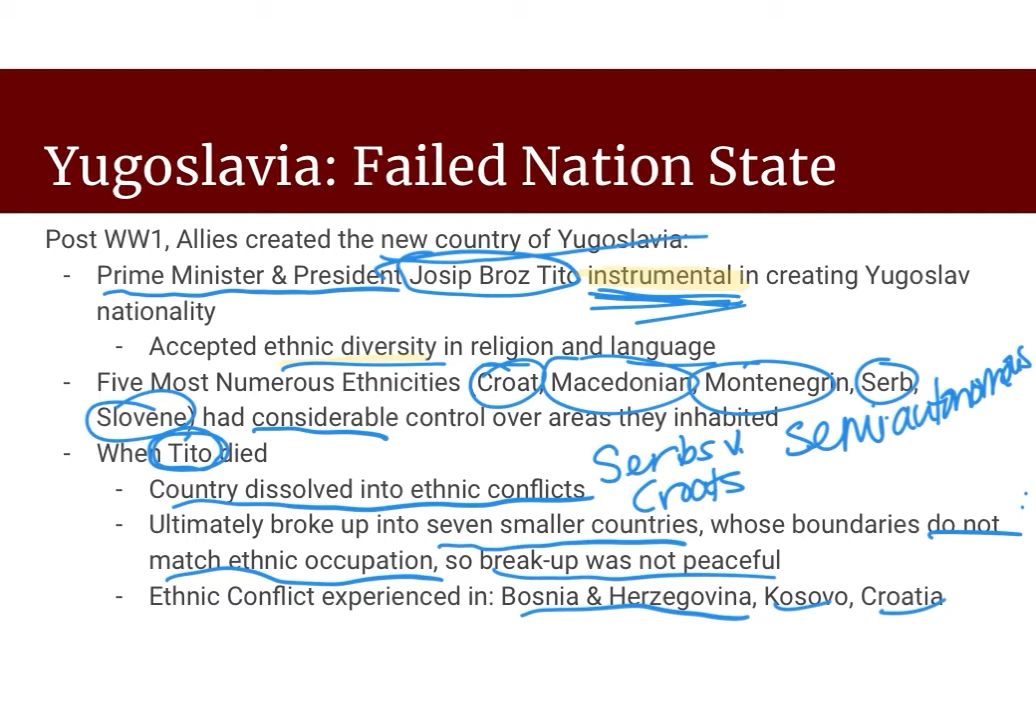 Yugoslavia: Failed Nation State
Post WW1, Allies created the new country of Yugoslavia:
- Prime Minister & President Josip Broz Tito instrumental in creating Yugoslav
nationality
- Accepted ethnic diversity in religion and language
- Five Most Numerous Ethnicities (Croat, Macedonian, Montenegrin, Serb,
Slovene) had considerable control over areas they inhabited
semi-autonomous
- When Tito died
Serbs v.
Croats
- Country dissolved into ethnic conflicts
- Ultimately broke up into seven smaller countries, whose boundaries do not
match ethnic occupation, so break-up was not peaceful
- Ethnic Conflict experienced in: Bosnia & Herzegovina, Kosovo, Croatia